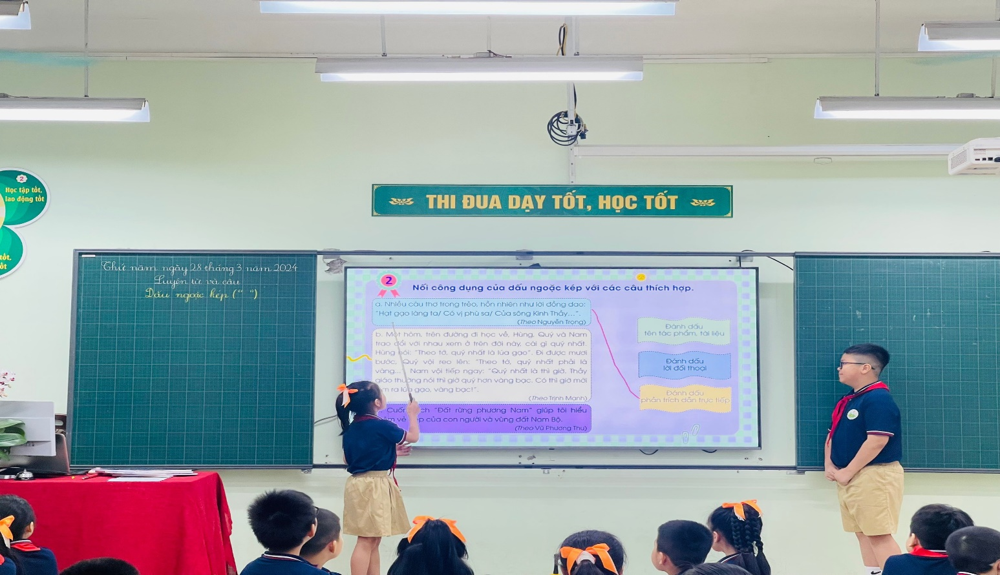 2
Học tập tốt,
lao động tốt
tốt,
ốt
THI ĐUA DẠY TỐT, HỌC TỐT
Thứ năm ngày 28 tháng 3 năm 2024
Luyện từ và câu
Dấu ngoặc kép (“ ”)
2
Nối công dụng của dấu ngoặc kép với các câu thích hợp.
a. Nhiều câu thơ trong trẻo, hồn nhiên như lời đồng dao:
“Hạt gạo làng ta/ Có vị phù sa/ Của sông Kinh Thầy...”.
(Theo Nguyễn Trọng)
b. Một hôm, trên đường đi học về, Hùng, Quý và Nam
trao đổi với nhau xem ở trên đời này, cái gì quý nhất.
Hùng nói: “Theo tớ, quý nhất là lúa gạo”. Đi được mươi
bước, Quý vội reo lên: “Theo tớ, quý nhất phải là
vàng... Nam vội tiếp ngay: “Quý nhất là thì giờ. Thầy
giáo thường nói thì giờ quý hơn vàng bạc. Có thì giờ mới
ra lúa gạo, vàng bạc!”.
(Theo Trịnh Mạnh)
“Đất rừng phương Nam” giúp tôi hiểu
về của con người và vùng đất Nam Bộ.
(Theo Vũ Phương Thu)
Đánh dấu
tên tác phẩm, tài liệu
Đánh dấu
lời đối thoại
Đánh dấu
phần trích dẫn trực tiếp